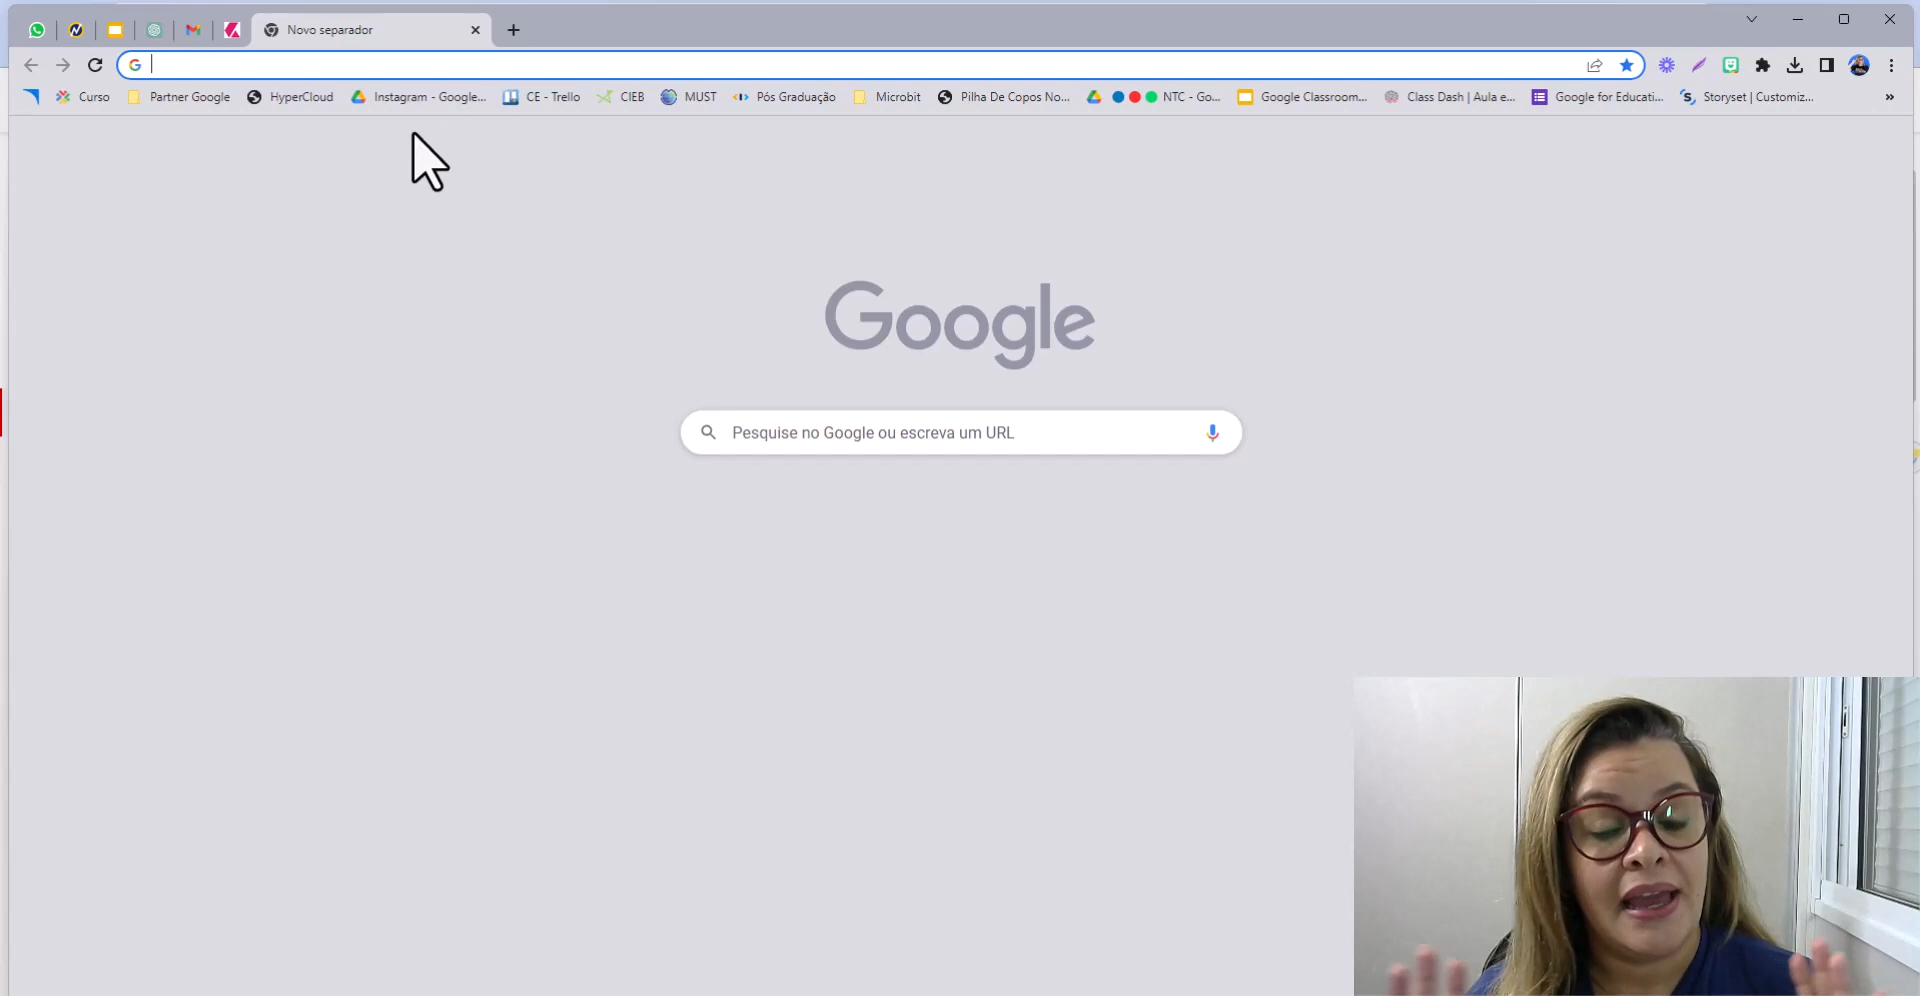 Novo separador
Curso Partner Google HyperCloud Instagram - Google... CE - Trello CIEB MUST Pós Graduação Microbit Pilha De Copos No... NTC - Go... Google Classroom... Class Dash | Aula e... Google for Educati... Storyset | Customiz...
Google
Pesquise no Google ou escreva um URL